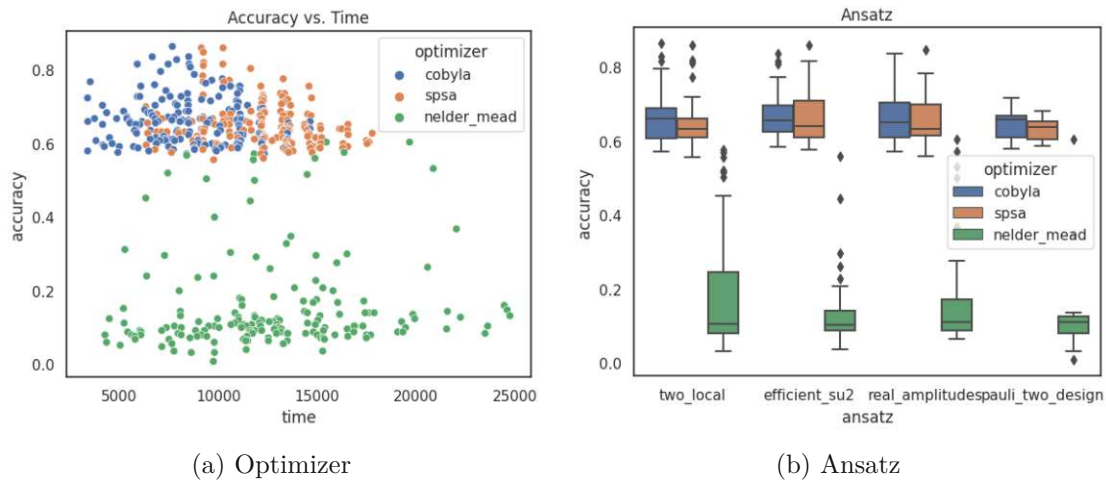 Accuracy vs. Time
accuracy
0.8
0.6
0.4
0.2
0.0
optimizer
cobyla
spsa
nelder_mead
5000 10000 15000 20000 25000
time
(a) Optimizer
Ansatz
accuracy
0.8
0.6
0.4
0.2
0.0
optimizer
cobyla
spsa
nelder_mead
two_local efficient_su2 real_amplitudes pauli_two_design
ansatz
(b) Ansatz